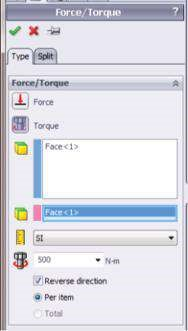 Force/Torque ?
Type Split
Force/Torque
Force
Torque
Face<1>
Face<1>
SI
500 N-m
Reverse direction
Per item
Total